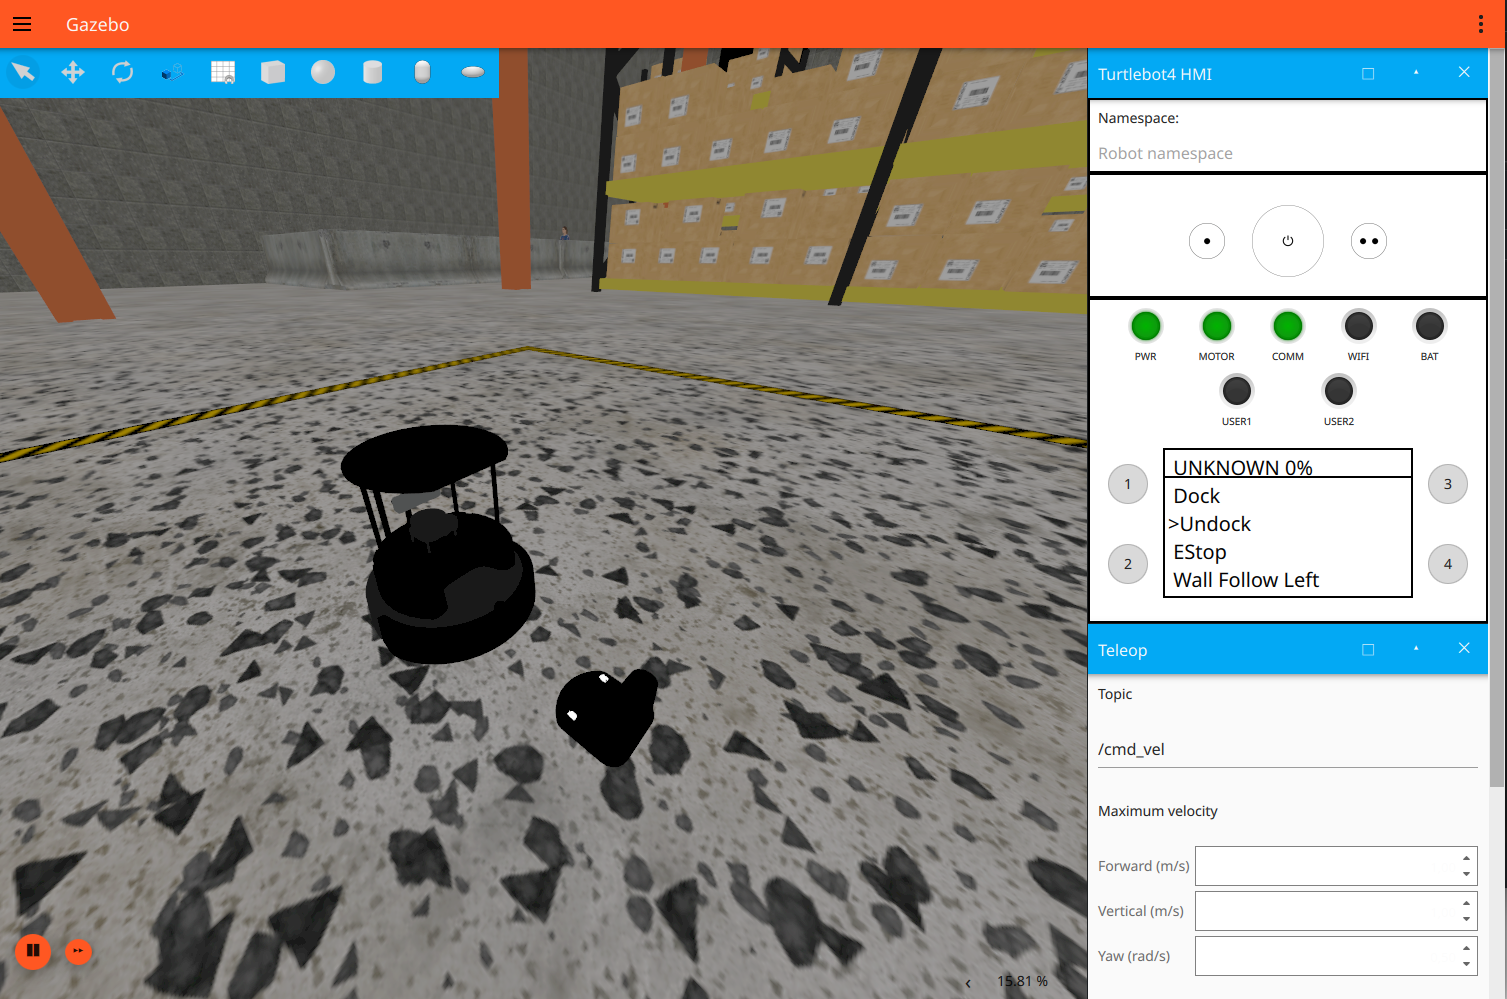 Gazebo
Turtlebot4 HMI
Namespace:
Robot namespace
PWR MOTOR COMM WIFI BAT
USER1 USER2
1
2
UNKNOWN 0%
Dock
>Undock
EStop
Wall Follow Left
3
4
Teleop
Topic
/cmd_vel
Maximum velocity
Forward (m/s)
Vertical (m/s)
Yaw (rad/s)
15.81 %